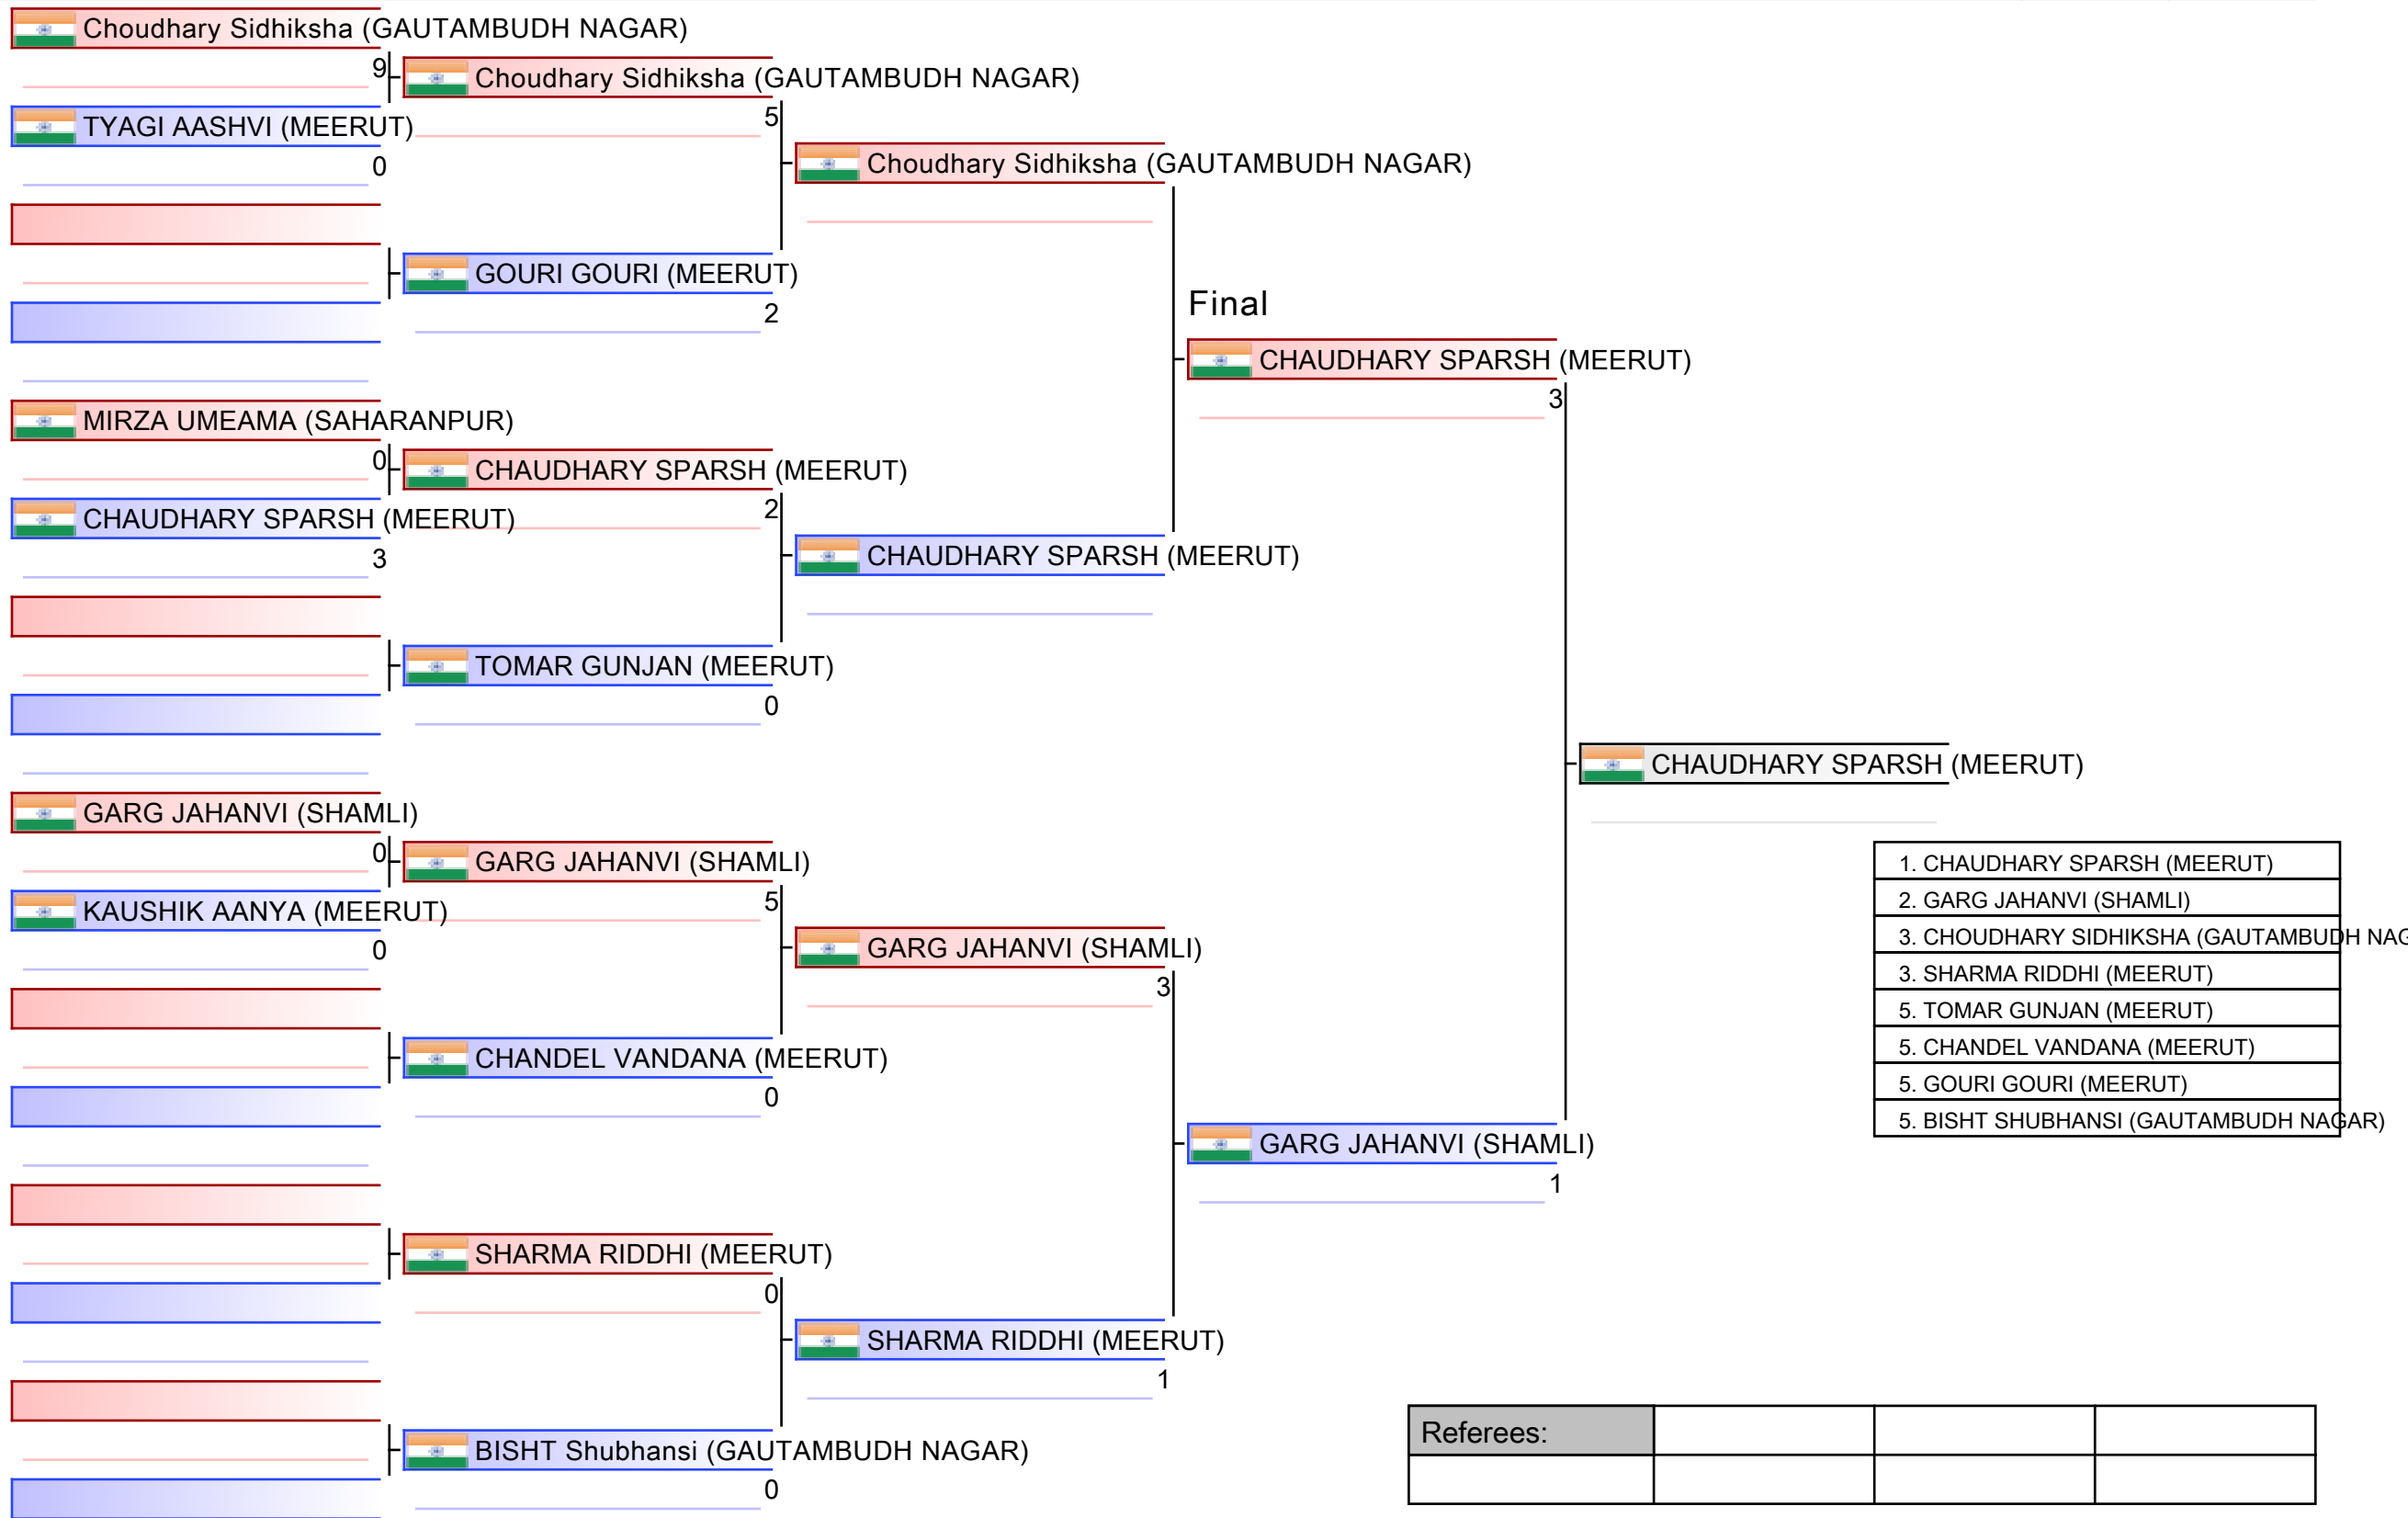 Choudhary Sidhiksha (GAUTAMBUDH NAGAR)
9
TYAGI AASHVI (MEERUT)
0
MIRZA UMEAMA (SAHARANPUR)
0
CHAUDHARY SPARSH (MEERUT)
3
GARG JAHANVI (SHAMLI)
0
KAUSHIK AANYA (MEERUT)
0
Choudhary Sidhiksha (GAUTAMBUDH NAGAR)
5
GOURI GOURI (MEERUT)
2
CHAUDHARY SPARSH (MEERUT)
2
TOMAR GUNJAN (MEERUT)
0
GARG JAHANVI (SHAMLI)
5
CHANDEL VANDANA (MEERUT)
0
SHARMA RIDDHI (MEERUT)
0
BISHT Shubhansi (GAUTAMBUDH NAGAR)
0
Choudhary Sidhiksha (GAUTAMBUDH NAGAR)
CHAUDHARY SPARSH (MEERUT)
GARG JAHANVI (SHAMLI)
3
SHARMA RIDDHI (MEERUT)
1
Final
CHAUDHARY SPARSH (MEERUT)
3
GARG JAHANVI (SHAMLI)
1
CHAUDHARY SPARSH (MEERUT)
1. CHAUDHARY SPARSH (MEERUT)
2. GARG JAHANVI (SHAMLI)
3. CHOUDHARY SIDHIKSHA (GAUTAMBUDH NAG
3. SHARMA RIDDHI (MEERUT)
5. TOMAR GUNJAN (MEERUT)
5. CHANDEL VANDANA (MEERUT)
5. GOURI GOURI (MEERUT)
5. BISHT SHUBHANSI (GAUTAMBUDH NAGAR)
Referees: